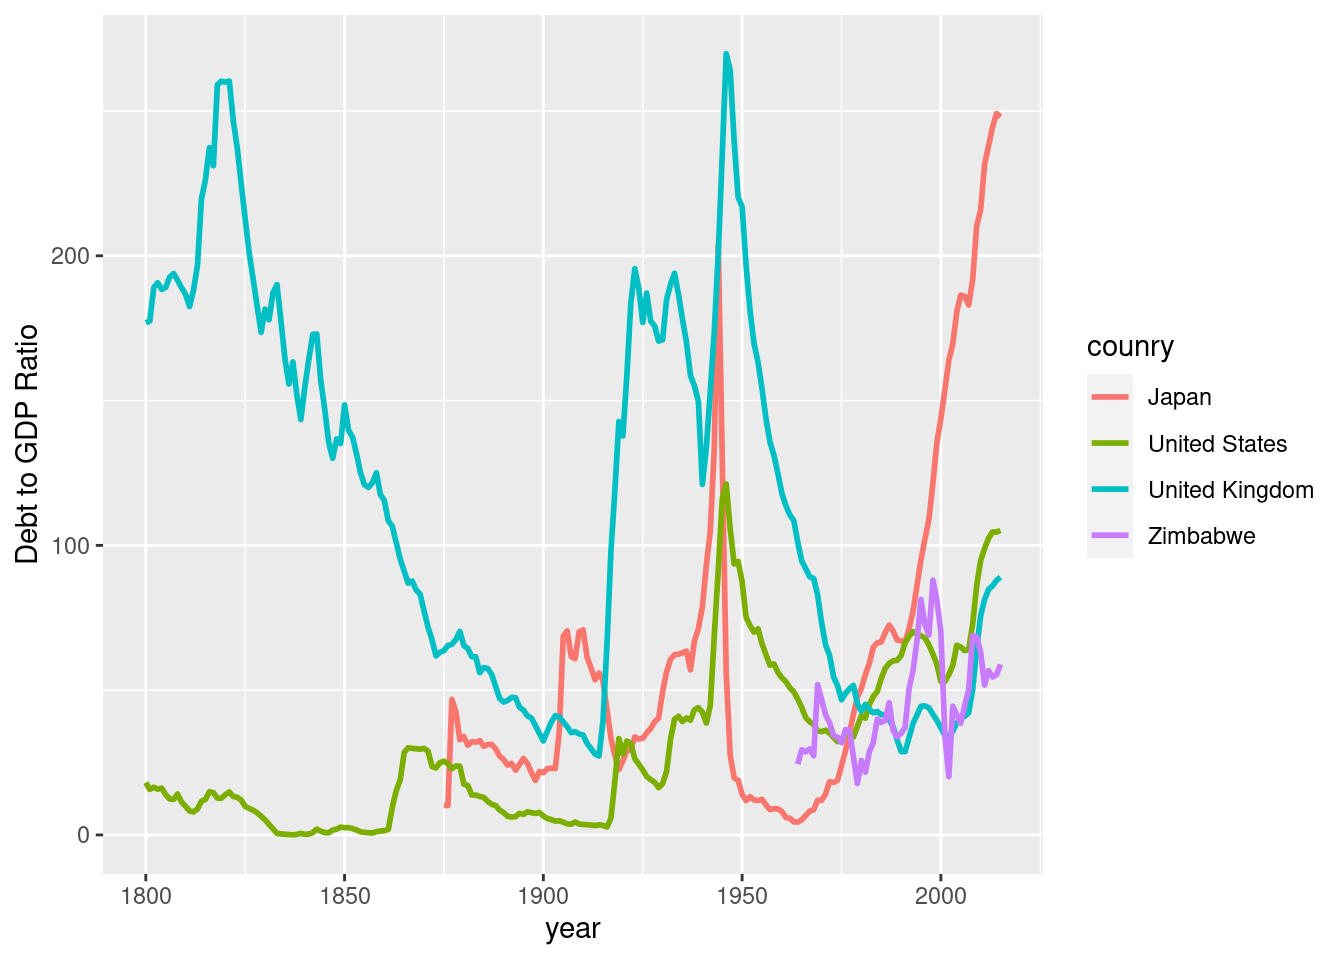 Debt to GDP Ratio
200
100
0
1800 1850 1900 1950 2000
year
counry
Japan
United States
United Kingdom
Zimbabwe